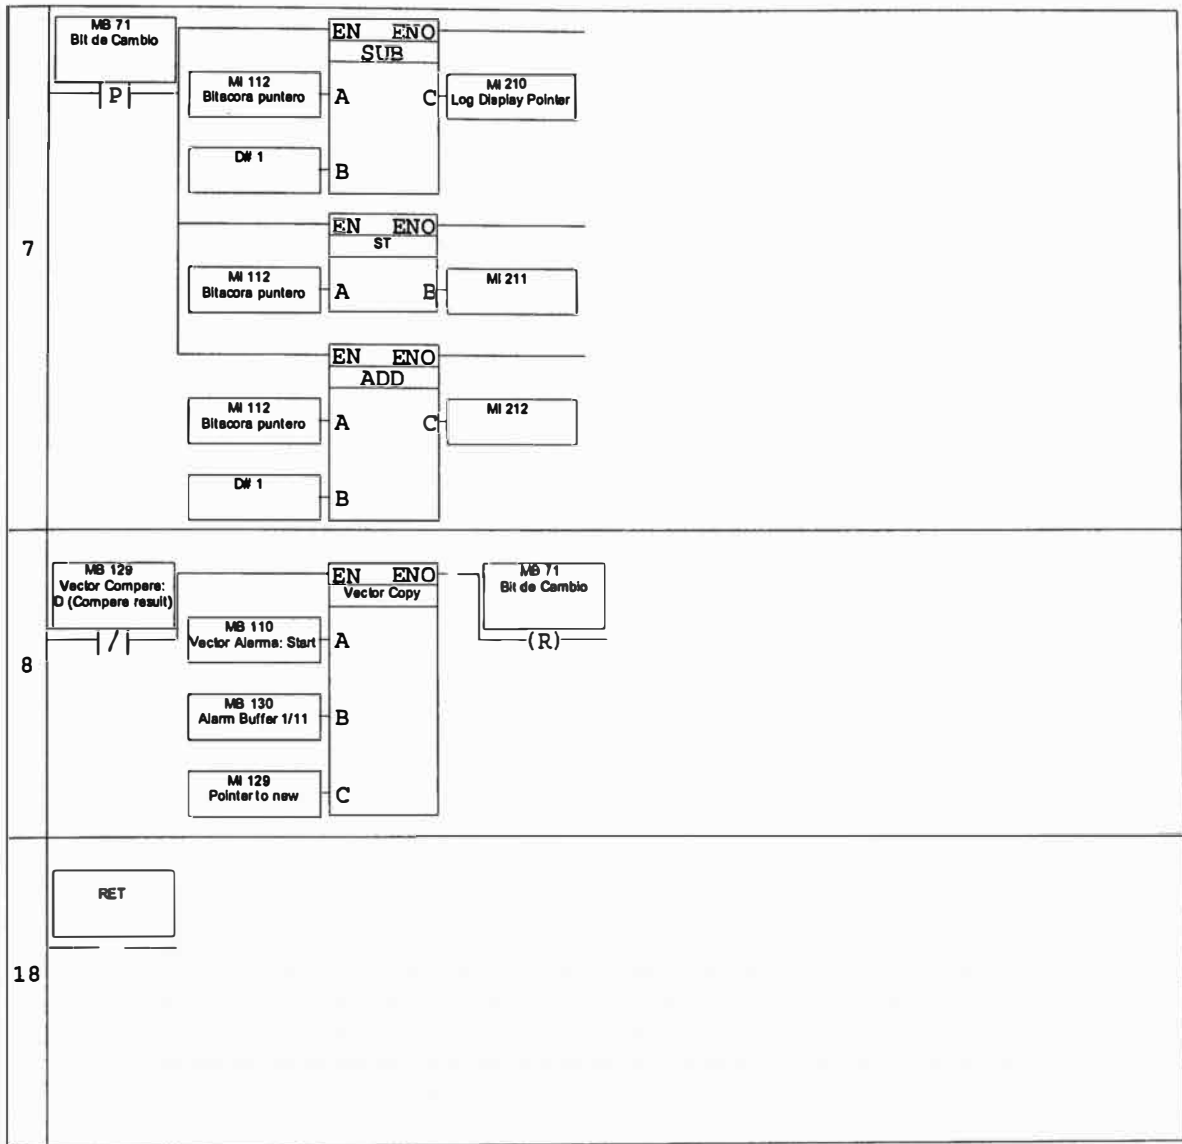 MB 71
Bit de Cambio
P
EN ENO
SUB
MI 112
Bitacora puntero
A
C
MI 210
Log Display Pointer
D# 1
B
7
EN ENO
ST
MI 112
Bitacora puntero
A
B
MI 211
EN ENO
ADD
MI 112
Bitacora puntero
A
C
MI 212
D# 1
B
8
MB 129
Vector Compare:
D (Compare result)
/
EN ENO
Vector Copy
MB 71
Bit de Cambio
(R)
MB 110
Vector Alarms: Start
A
MB 130
Alarm Buffer 1/11
B
MI 129
Pointer to new
C
18
RET